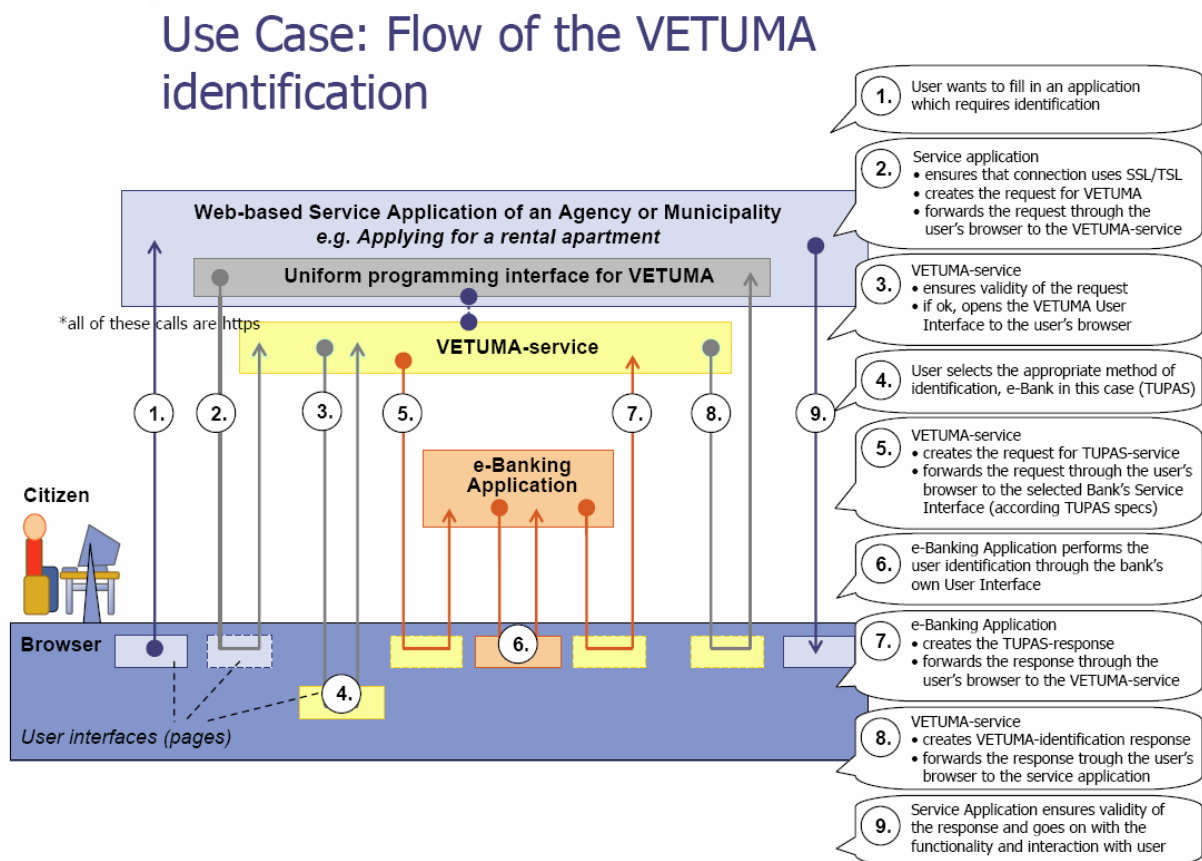 Use Case: Flow of the VETUMA
identification
Web-based Service Application of an Agency or Municipality
e.g. Applying for a rental apartment
Uniform programming interface for VETUMA
*all of these calls are https
VETUMA-service
1.
2.
3.
5.
7.
8.
9.
e-Banking
Application
Citizen
Browser
6.
4.
User interfaces (pages)
1.
User wants to fill in an application
which requires identification
2.
Service application
• ensures that connection uses SSL/TSL
• creates the request for VETUMA
• forwards the request through the
user's browser to the VETUMA-service
3.
VETUMA-service
• ensures validity of the request
• if ok, opens the VETUMA User
Interface to the user's browser
4.
User selects the appropriate method of
identification, e-Bank in this case (TUPAS)
5.
VETUMA-service
• creates the request for TUPAS-service
• forwards the request through the user's
browser to the selected Bank's Service
Interface (according TUPAS specs)
6.
e-Banking Application performs the
user identification through the bank's
own User Interface
7.
e-Banking Application
• creates the TUPAS-response
• forwards the response through the
user's browser to the VETUMA-service
8.
VETUMA-service
• creates VETUMA-identification response
• forwards the response trough the user's
browser to the service application
9.
Service Application ensures validity of
the response and goes on with the
functionality and interaction with user